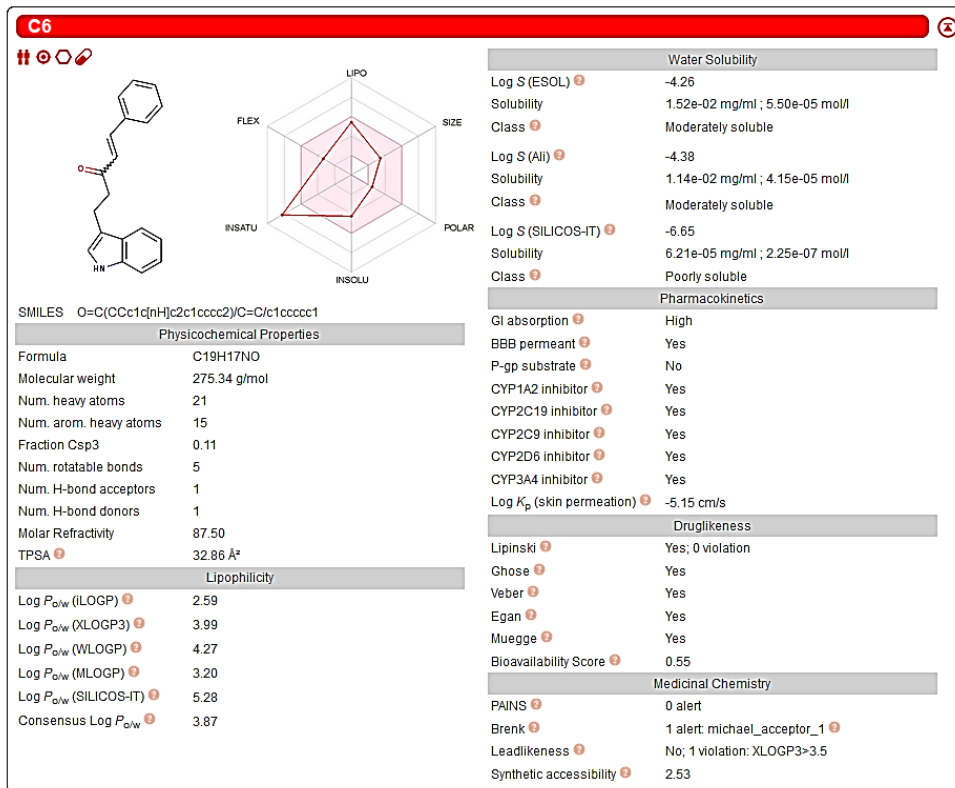 C6
LIPO
FLEX
SIZE
INSATU
POLAR
INSOLU
O
HN
SMILES O=C(CCc1c[nH]c2c1cccc2)/C=C/c1ccccc1
Physicochemical Properties
Formula C19H17NO
Molecular weight 275.34 g/mol
Num. heavy atoms 21
Num. arom. heavy atoms 15
Fraction Csp3 0.11
Num. rotatable bonds 5
Num. H-bond acceptors 1
Num. H-bond donors 1
Molar Refractivity 87.50
TPSA ? 32.86 Å²
Lipophilicity
Log Po/w (iLOGP) ? 2.59
Log Po/w (XLOGP3) ? 3.99
Log Po/w (WLOGP) ? 4.27
Log Po/w (MLOGP) ? 3.20
Log Po/w (SILICOS-IT) ? 5.28
Consensus Log Po/w ? 3.87
Water Solubility
Log S (ESOL) ? -4.26
Solubility 1.52e-02 mg/ml ; 5.50e-05 mol/l
Class ? Moderately soluble
Log S (Ali) ? -4.38
Solubility 1.14e-02 mg/ml ; 4.15e-05 mol/l
Class ? Moderately soluble
Log S (SILICOS-IT) ? -6.65
Solubility 6.21e-05 mg/ml ; 2.25e-07 mol/l
Class ? Poorly soluble
Pharmacokinetics
GI absorption ? High
BBB permeant ? Yes
P-gp substrate ? No
CYP1A2 inhibitor ? Yes
CYP2C19 inhibitor ? Yes
CYP2C9 inhibitor ? Yes
CYP2D6 inhibitor ? Yes
CYP3A4 inhibitor ? Yes
Log Kp (skin permeation) ? -5.15 cm/s
Druglikeness
Lipinski ? Yes; 0 violation
Ghose ? Yes
Veber ? Yes
Egan ? Yes
Muegge ? Yes
Bioavailability Score ? 0.55
Medicinal Chemistry
PAINS ? 0 alert
Brenk ? 1 alert: michael_acceptor_1 ?
Leadlikeness ? No; 1 violation: XLOGP3>3.5
Synthetic accessibility ? 2.53